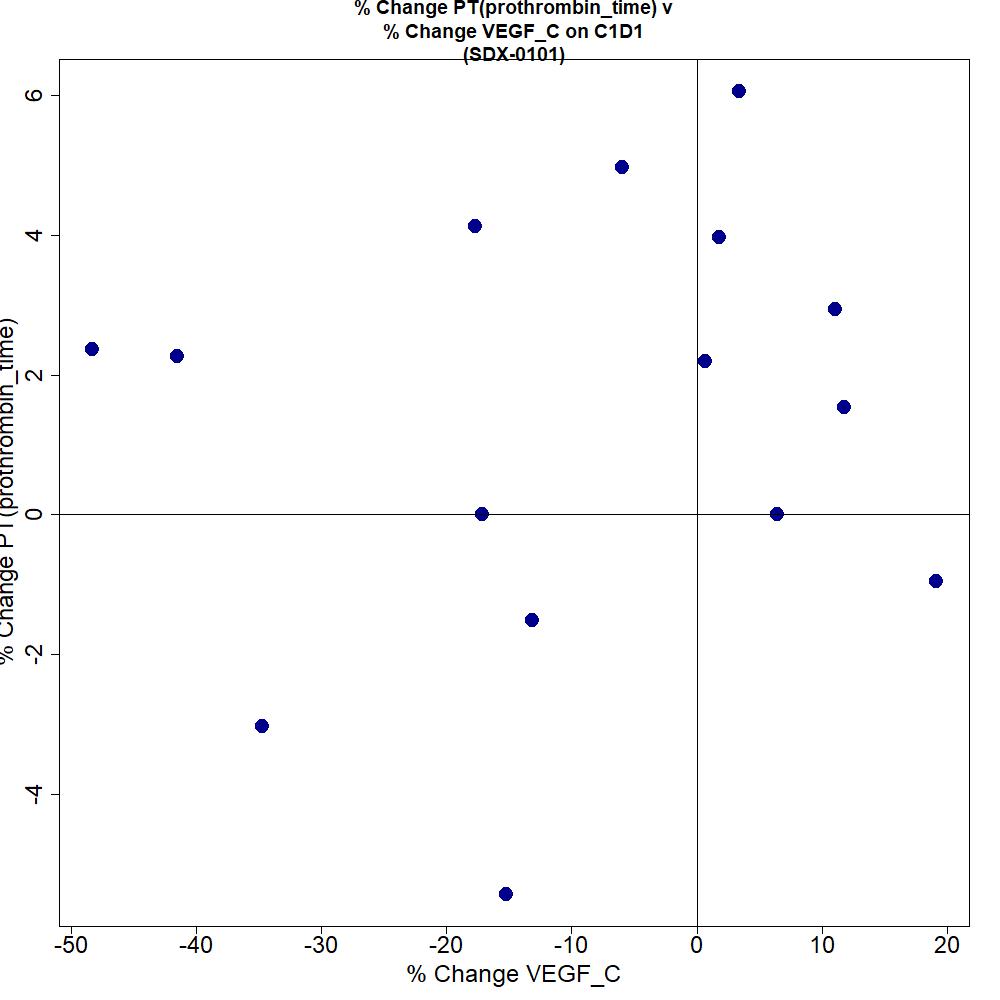 % Change PT(prothrombin_time) v
% Change VEGF_C on C1D1
(SDX-0101)
% Change PT(prothrombin_time)
6
4
2
0
-2
-4
-50 -40 -30 -20 -10 0 10 20
% Change VEGF_C